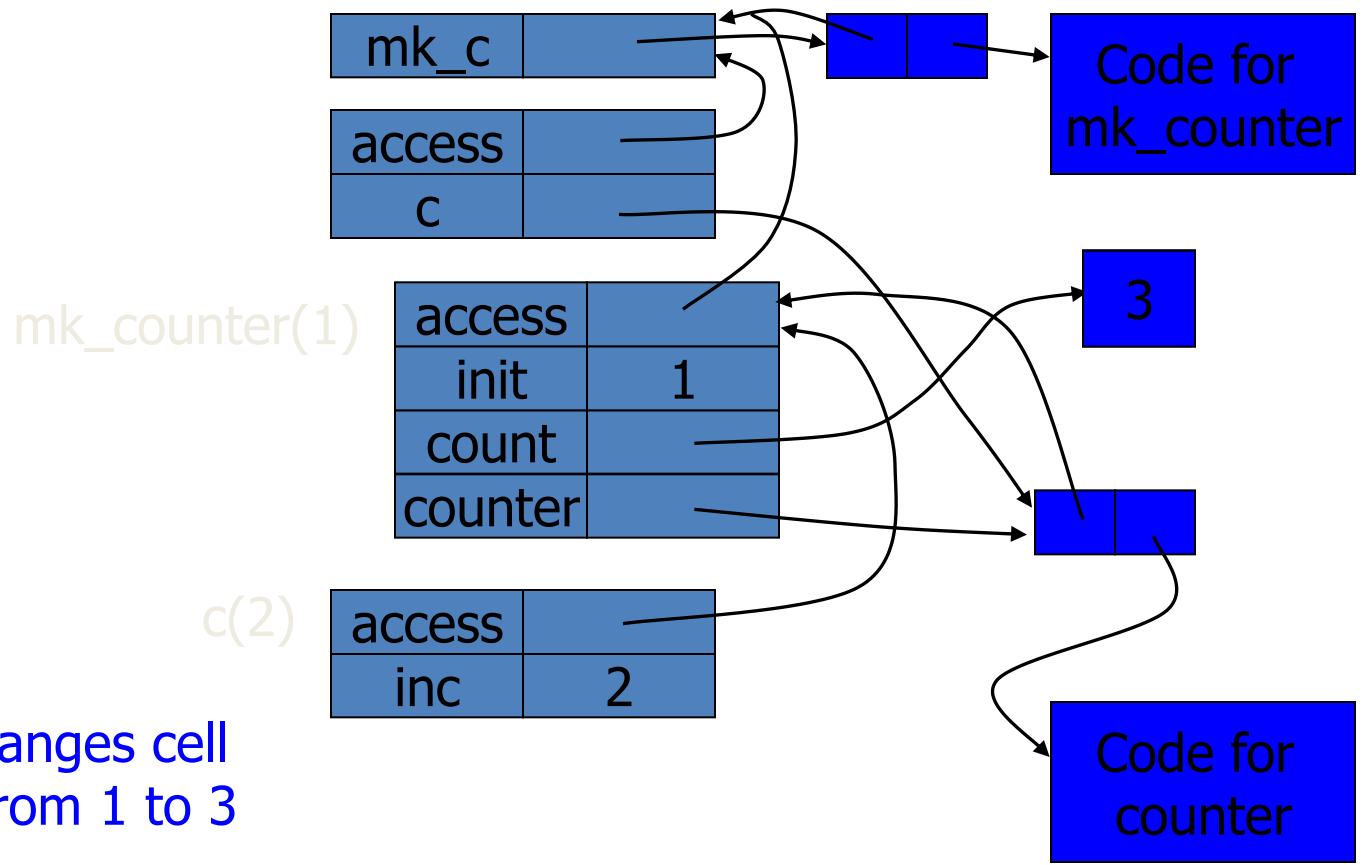 mk_c
Code for
mk_counter
access
c
3
mk_counter(1)
access
init 1
count
counter
c(2)
access
inc 2
anges cell
rom 1 to 3
Code for
counter